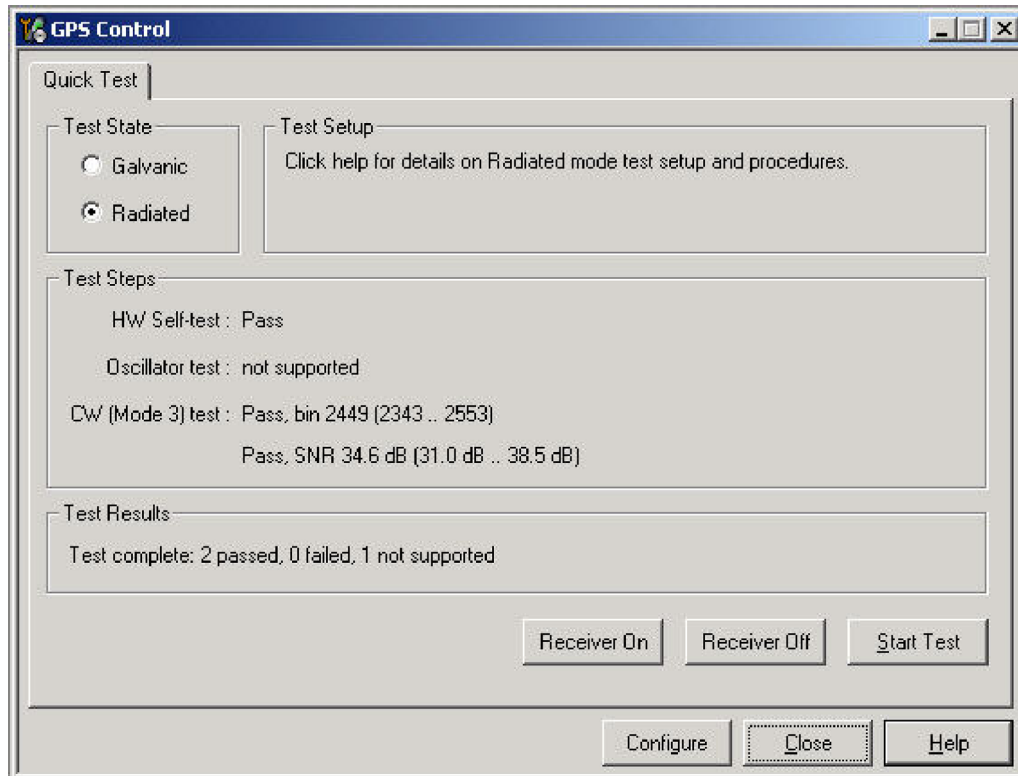 GPS Control
Quick Test
Test State
Galvanic
Radiated
Test Setup
Click help for details on Radiated mode test setup and procedures.
Test Steps
HW Self-test : Pass
Oscillator test : not supported
CW (Mode 3) test : Pass, bin 2449 (2343 .. 2553)
Pass, SNR 34.6 dB (31.0 dB .. 38.5 dB)
Test Results
Test complete: 2 passed, 0 failed, 1 not supported
Receiver On
Receiver Off
Start Test
Configure
Close
Help